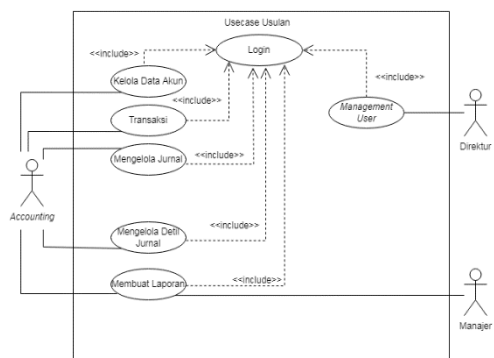 Usecase Usulan
<<include>>
Login
<<include>>
Kelola Data Akun
<<include>>
Management
User
Transaksi
Direktur
Mengelola Jurnal
<<include>>
Accounting
Mengelola Detil
Jurnal
<<include>>
Membuat Laporan
<<include>>
Manajer